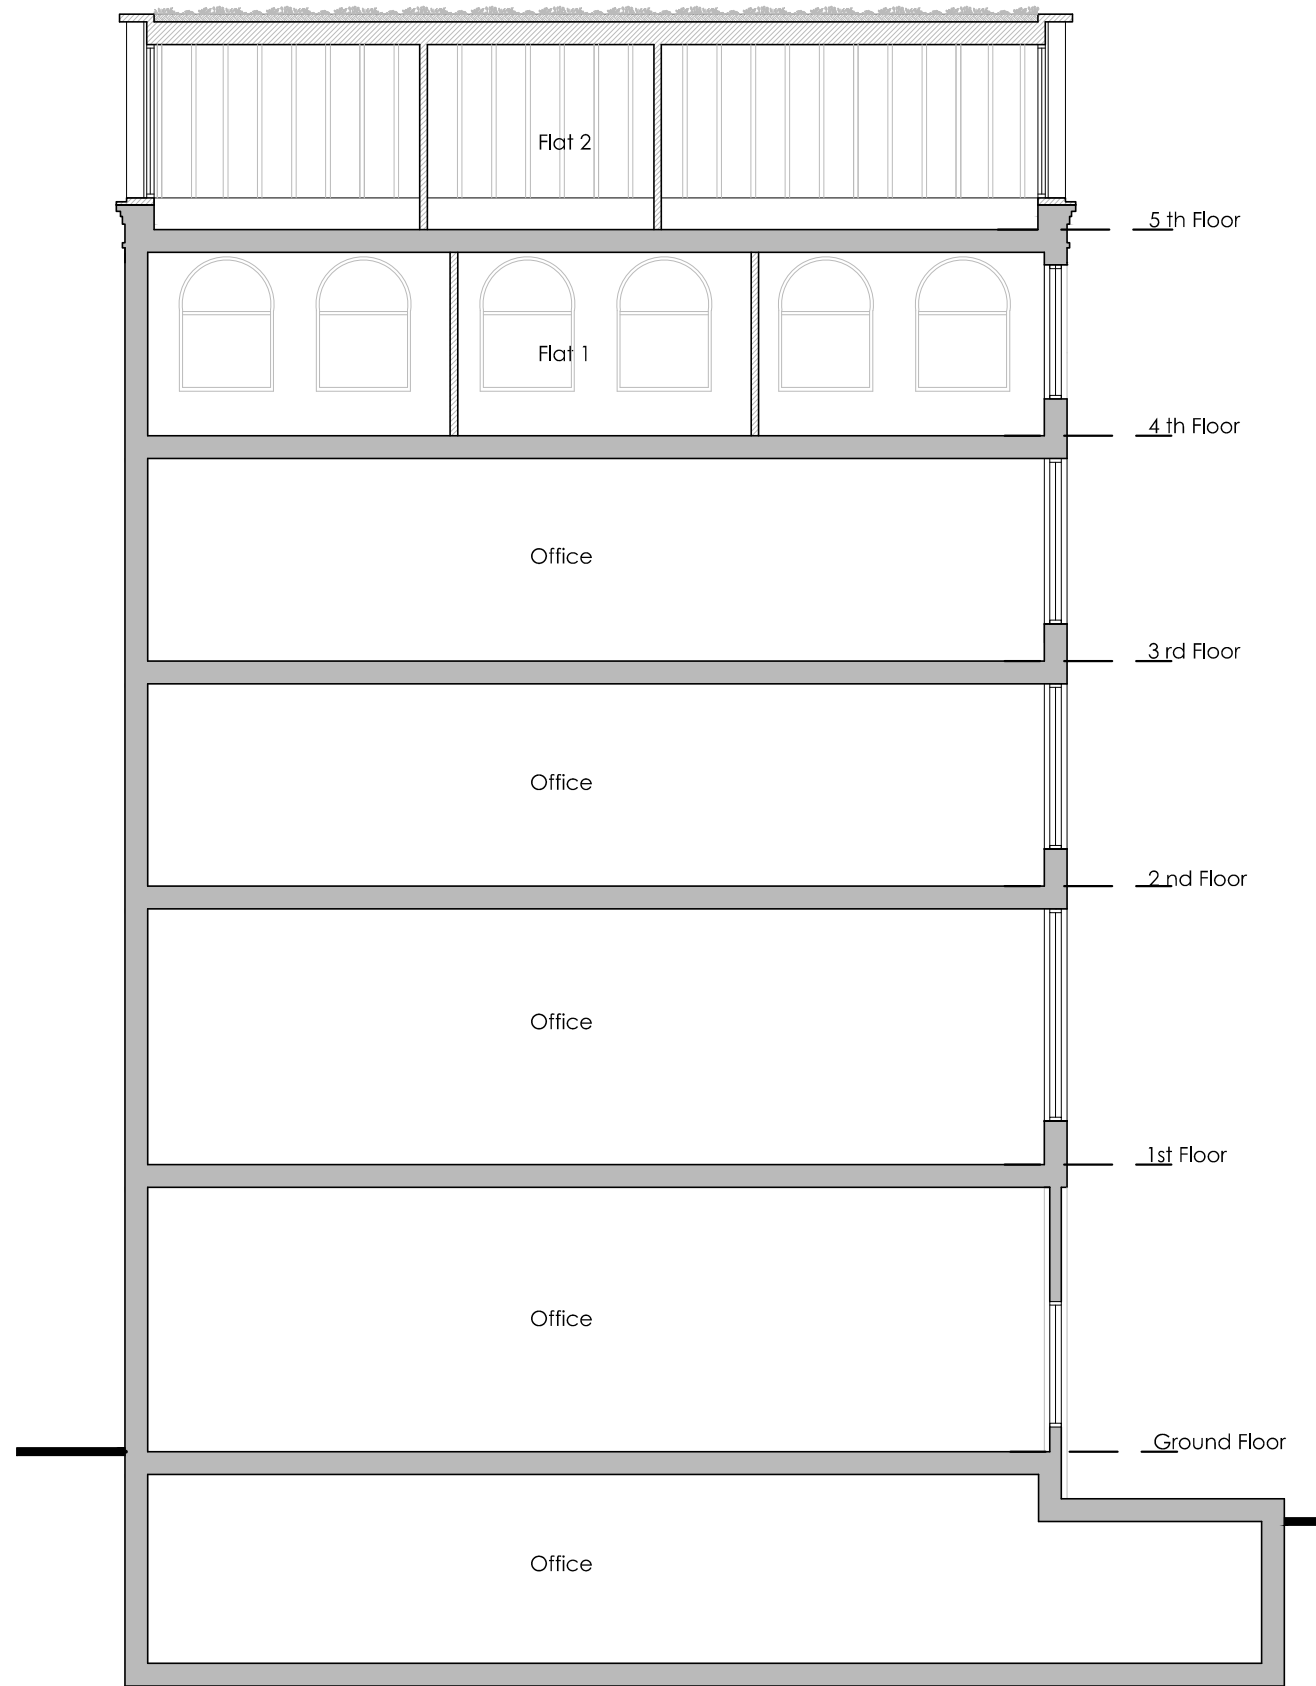 Flat 2
5 th Floor
Flat 1
4 th Floor
Office
3 rd Floor
Office
2 nd Floor
Office
1st Floor
Office
Ground Floor
Office